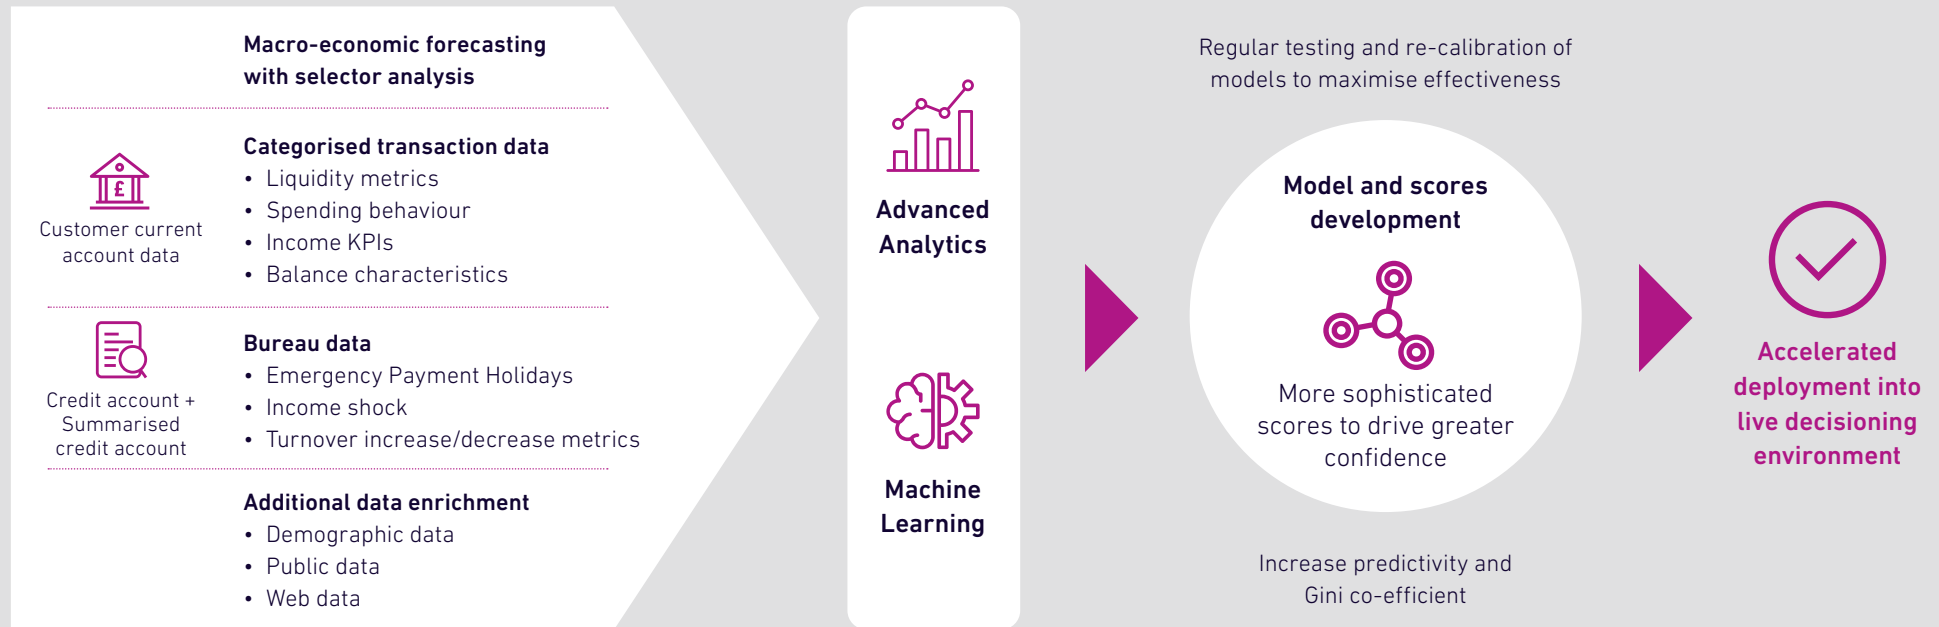 Macro-economic forecasting
with selector analysis
£
Customer current
account data
Categorised transaction data
• Liquidity metrics
• Spending behaviour
• Income KPIs
• Balance characteristics
Credit account +
Summarised
credit account
Bureau data
• Emergency Payment Holidays
• Income shock
• Turnover increase/decrease metrics
Additional data enrichment
• Demographic data
• Public data
• Web data
Advanced
Analytics
Machine
Learning
Regular testing and re-calibration of
models to maximise effectiveness
Model and scores
development
More sophisticated
scores to drive greater
confidence
Increase predictivity and
Gini co-efficient
Accelerated
deployment into
live decisioning
environment